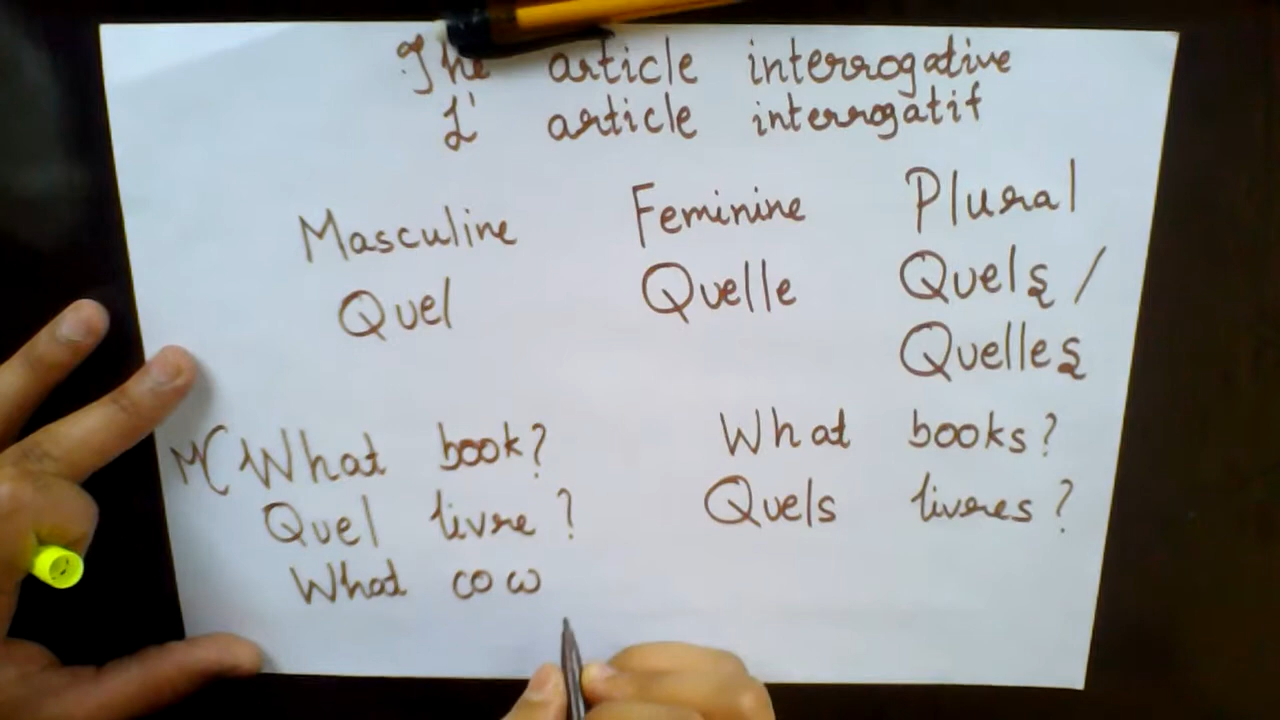 The article interrogative
L' article interrogatif
Masculine Feminine Plural
Quel Quelle Quels /
Quelles
M( What book? What books?
Quel livre? Quels livres?
What cow